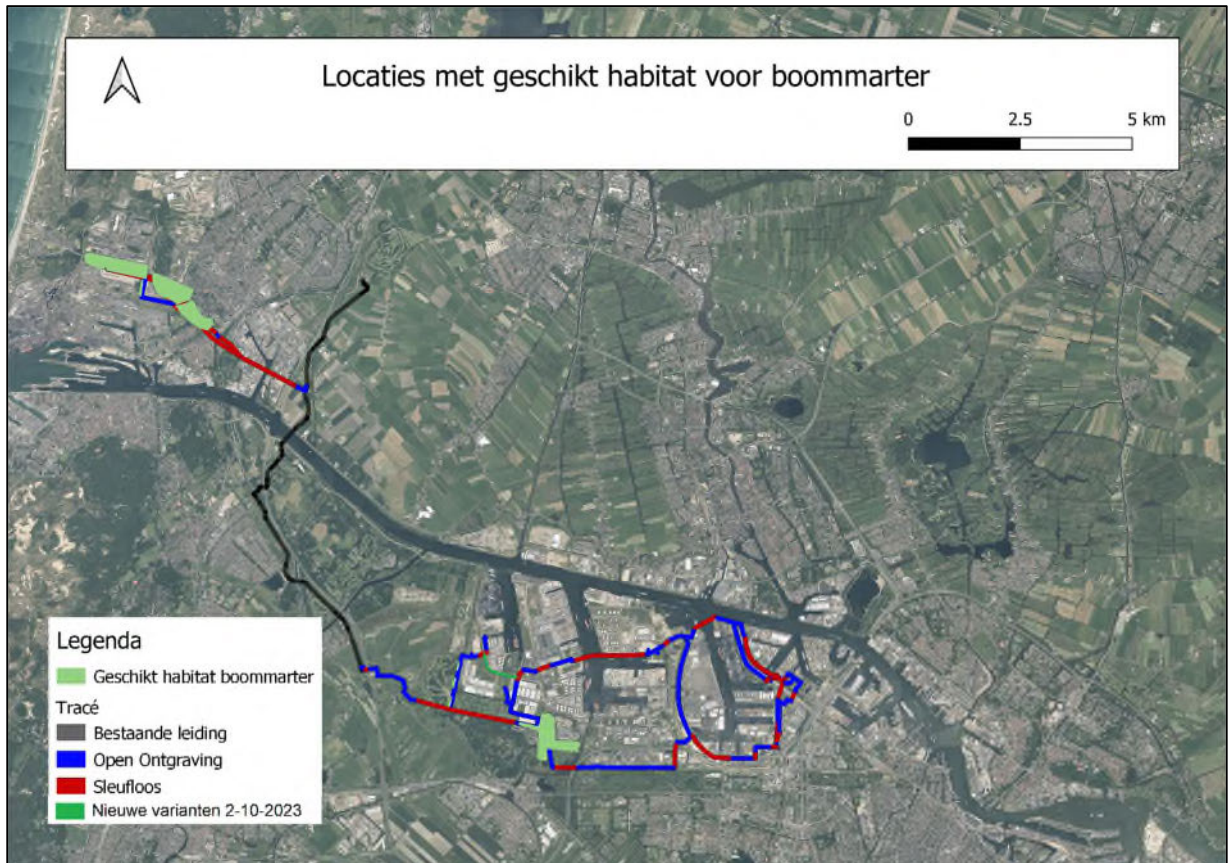 Locaties met geschikt habitat voor boommarter
0 2.5 5 km
Legenda
Geschikt habitat boommarter
Tracé
Bestaande leiding
Open Ontgraving
Sleufloos
Nieuwe varianten 2-10-2023